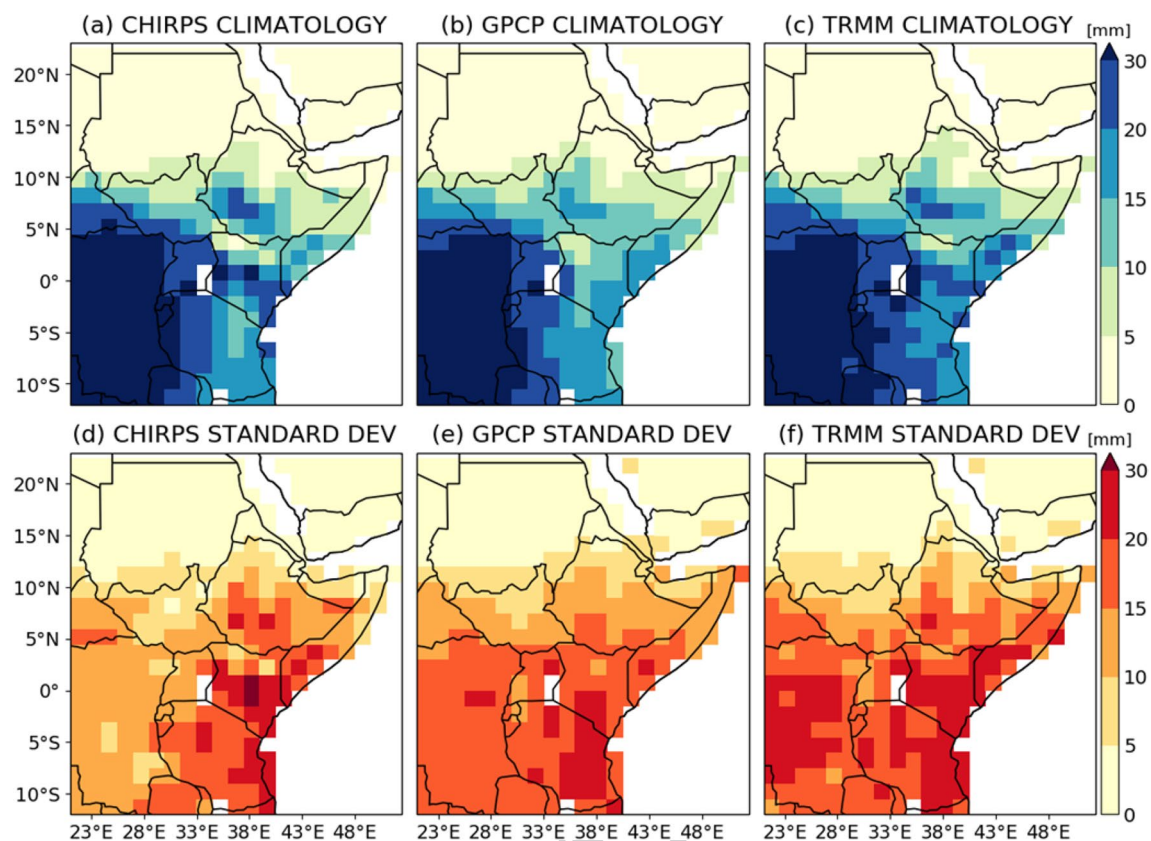 (a) CHIRPS CLIMATOLOGY (b) GPCP CLIMATOLOGY (c) TRMM CLIMATOLOGY [mm]
30
20°N
15°N
20
10°N
15
5°N
10
0°
5°S
5
10°S
0
(d) CHIRPS STANDARD DEV (e) GPCP STANDARD DEV (f) TRMM STANDARD DEV [mm]
30
20°N
15°N
20
10°N
15
5°N
10
0°
5°S
5
10°S
0
23°E 28°E 33°E 38°E 43°E 48°E 23°E 28°E 33°E 38°E 43°E 48°E 23°E 28°E 33°E 38°E 43°E 48°E